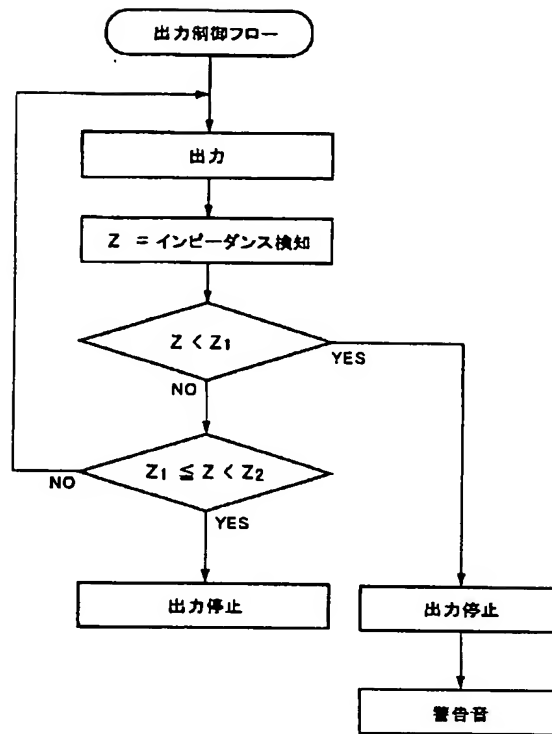 出力制御フロー
出力
Z = インピーダンス検知
Z < Z1
YES
NO
Z1 ≦ Z < Z2
NO
YES
出力停止
出力停止
警告音